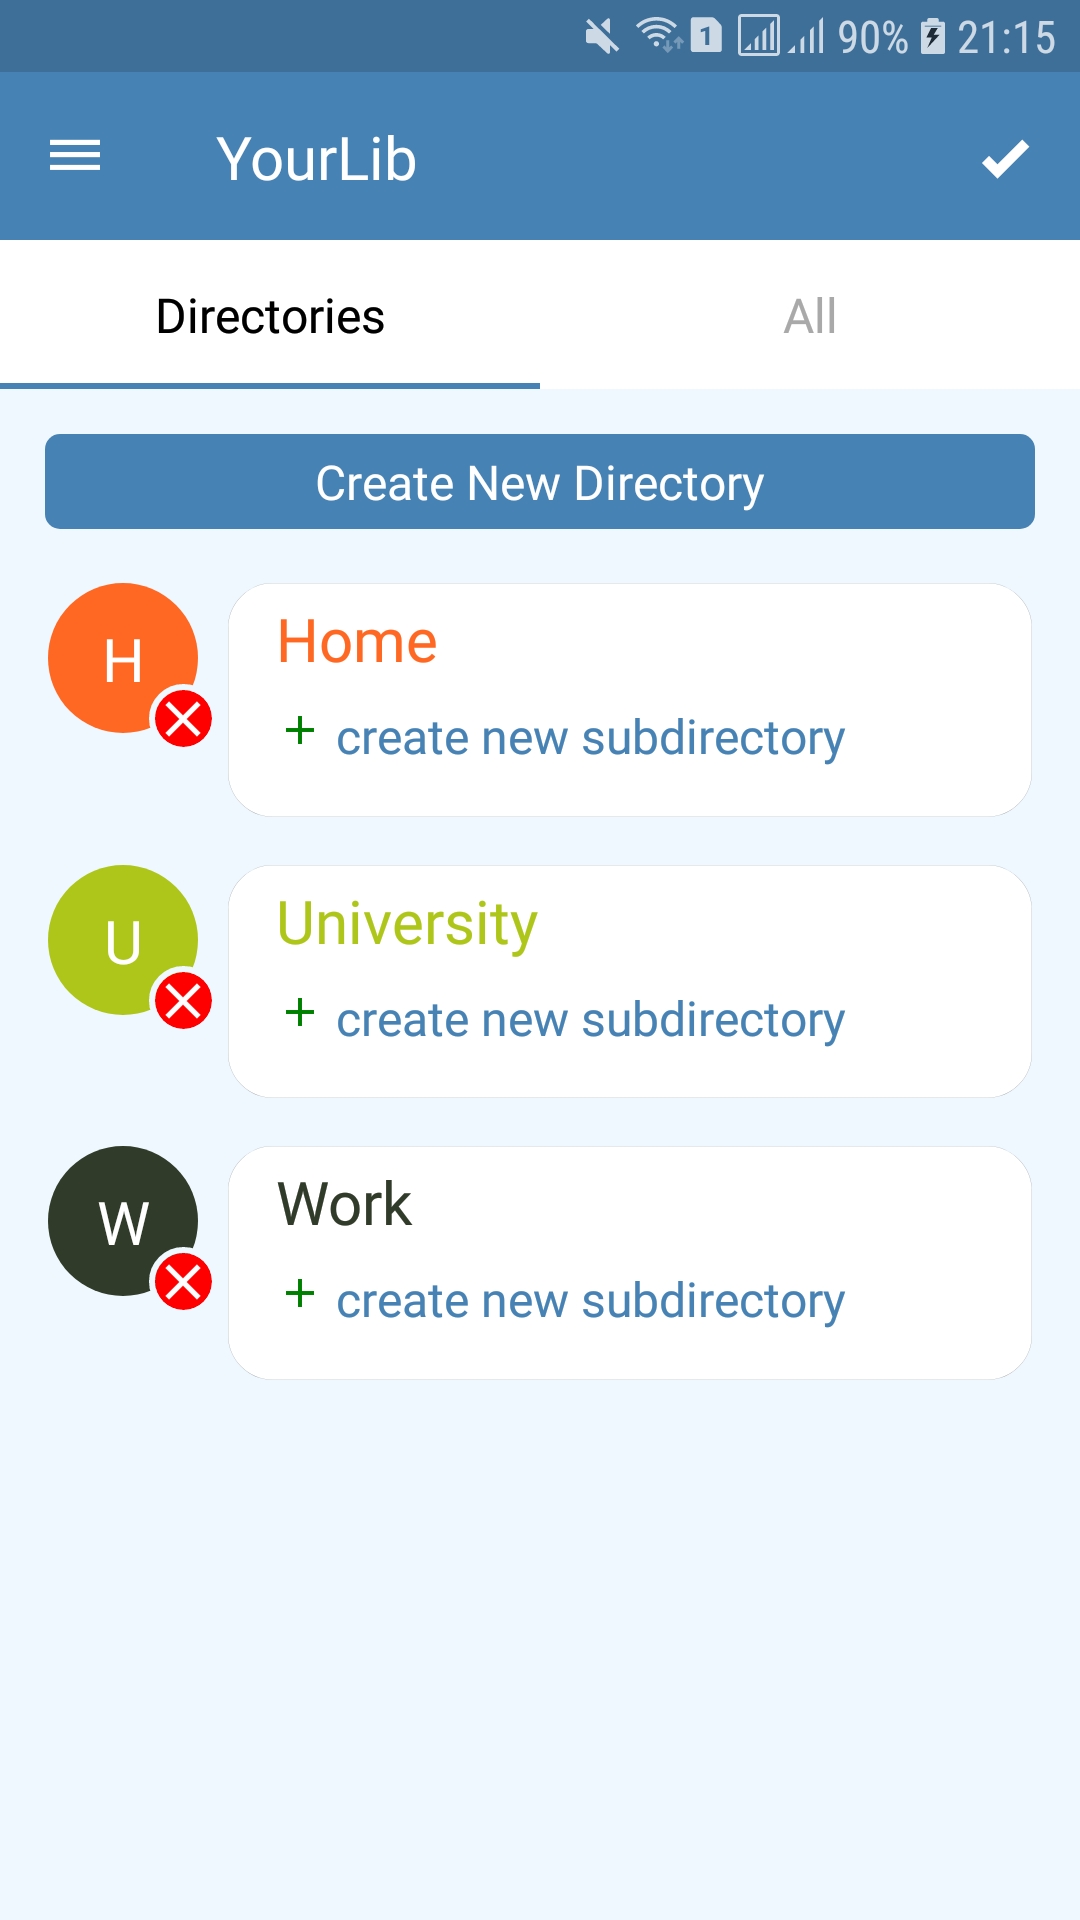 1 90% 21:15
YourLib
Directories All
Create New Directory
H Home
+ create new subdirectory
U University
+ create new subdirectory
W Work
+ create new subdirectory